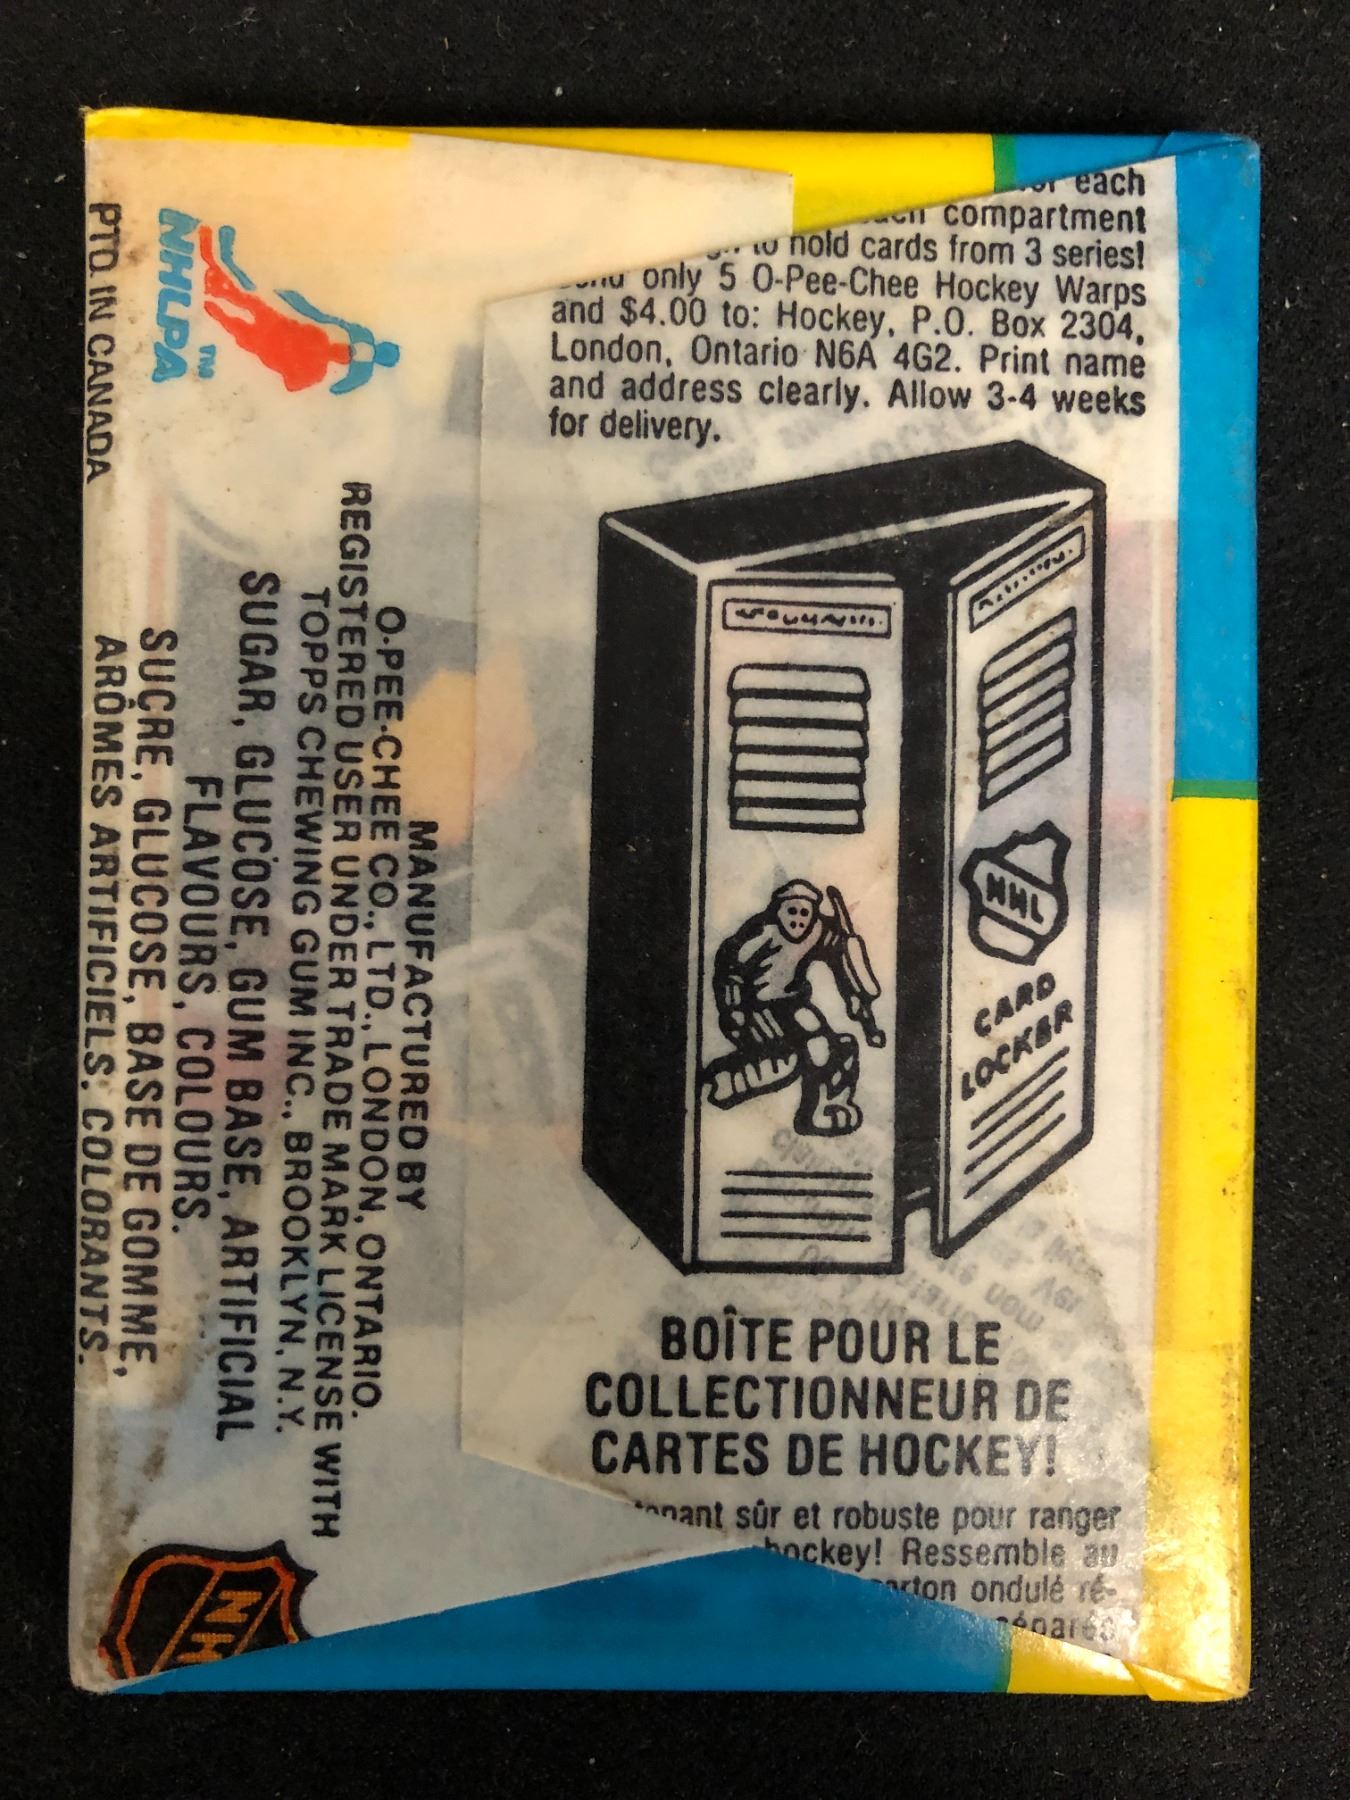 each
compartment
to hold cards from 3 series!
only 5 O-Pee-Chee Hockey Warps
and $4.00 to: Hockey, P.O. Box 2304,
London, Ontario N6A 4G2. Print name
and address clearly. Allow 3-4 weeks
for delivery.
NHL
CARD
LOCKER
BOÎTE POUR LE
COLLECTIONNEUR DE
CARTES DE HOCKEY!
sûr et robuste pour ranger
hockey! Ressemble au
ondulé ré-
NHLPA
TM
PTD. IN CANADA
MANUFACTURED BY
O-PEE-CHEE CO., LTD., LONDON, ONTARIO.
REGISTERED USER UNDER TRADE MARK LICENSE WITH
TOPPS CHEWING GUM INC., BROOKLYN, N.Y.
SUGAR, GLUCOSE, GUM BASE, ARTIFICIAL
FLAVOURS, COLOURS.
SUCRE, GLUCOSE, BASE DE GOMME,
ARÔMES ARTIFICIELS. COLORANTS.
NH